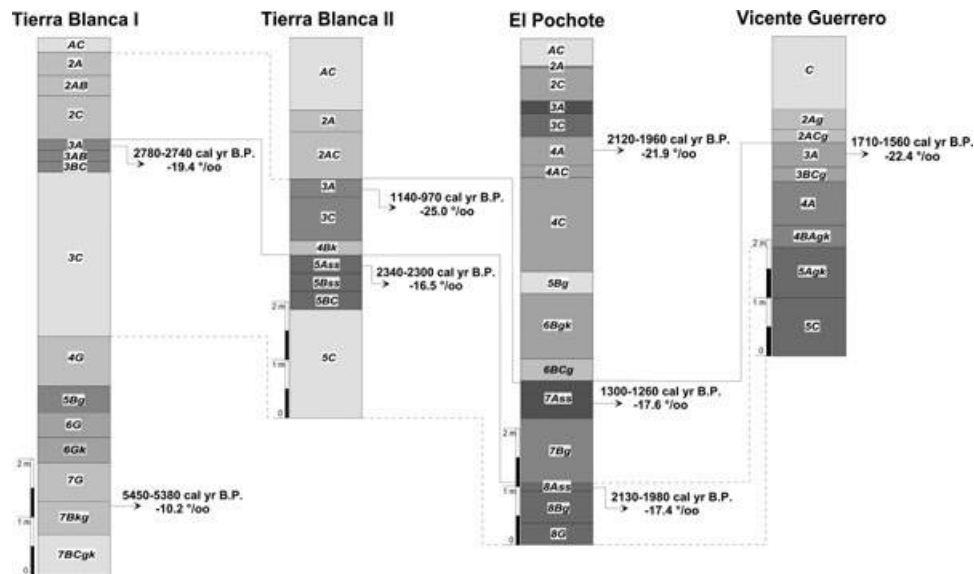 Tierra Blanca I
AC
2A
2AB
2C
3A
3AB
3BC
3C
4G
5Bg
6G
6Gk
7G
7Bkg
7BCgk
2780-2740 cal yr B.P.
-19.4 °/oo
5450-5380 cal yr B.P.
-10.2 °/oo
2 m
1 m
0
Tierra Blanca II
AC
2A
2AC
3A
3C
4Bk
5Ass
5Bss
5BC
5C
1140-970 cal yr B.P.
-25.0 °/oo
2340-2300 cal yr B.P.
-16.5 °/oo
2 m
1 m
0
El Pochote
AC
2A
2C
3A
3C
4A
4AC
4C
5Bg
6Bgk
6BCg
7Ass
7Bg
8Ass
8Bg
8G
2120-1960 cal yr B.P.
-21.9 °/oo
1300-1260 cal yr B.P.
-17.6 °/oo
2130-1980 cal yr B.P.
-17.4 °/oo
2 m
1 m
0
Vicente Guerrero
C
2Ag
2ACg
3A
3BCg
4A
4BAgk
5Agk
5C
1710-1560 cal yr B.P.
-22.4 °/oo
2 m
1 m
0